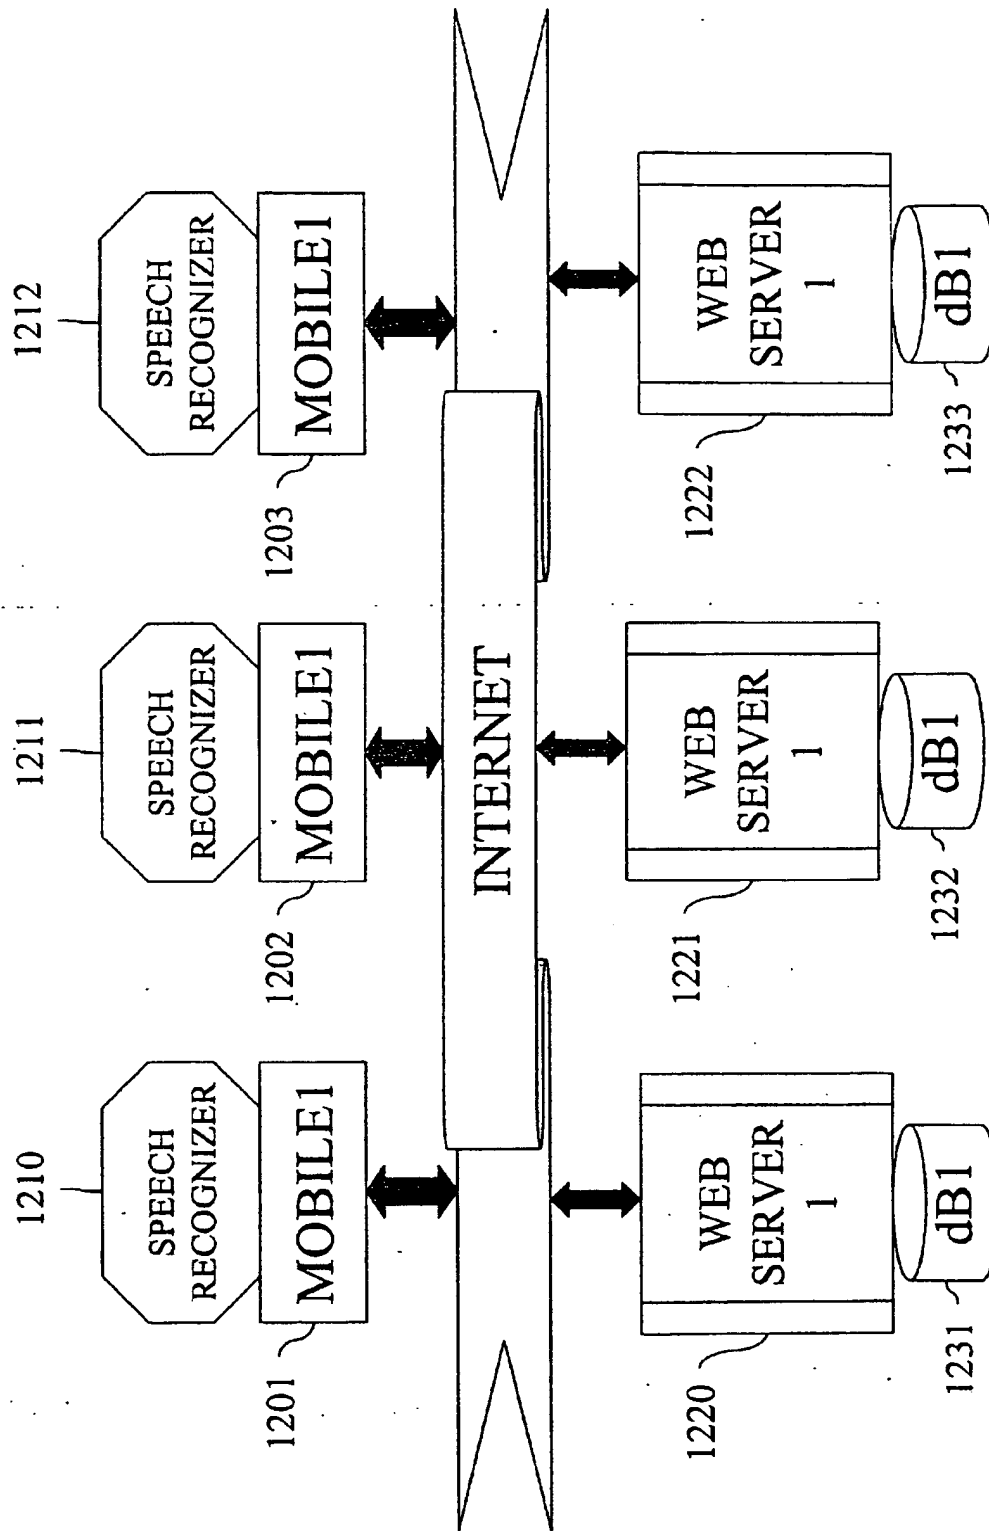 1210
1211
1212
SPEECH
RECOGNIZER
SPEECH
RECOGNIZER
SPEECH
RECOGNIZER
MOBILE1
MOBILE1
MOBILE1
1201
1202
1203
INTERNET
WEB
SERVER
1
WEB
SERVER
1
WEB
SERVER
1
1220
1221
1222
dB1
dB1
dB1
1231
1232
1233